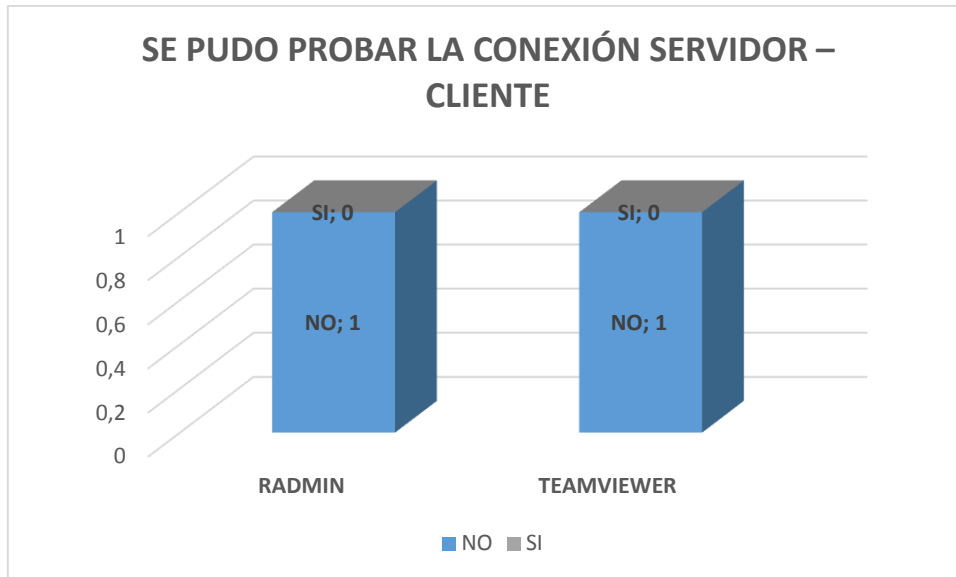 SE PUDO PROBAR LA CONEXIÓN SERVIDOR –
CLIENTE
1
0,8
0,6
0,4
0,2
0
SI; 0
SI; 0
NO; 1
NO; 1
RADMIN
TEAMVIEWER
NO
SI